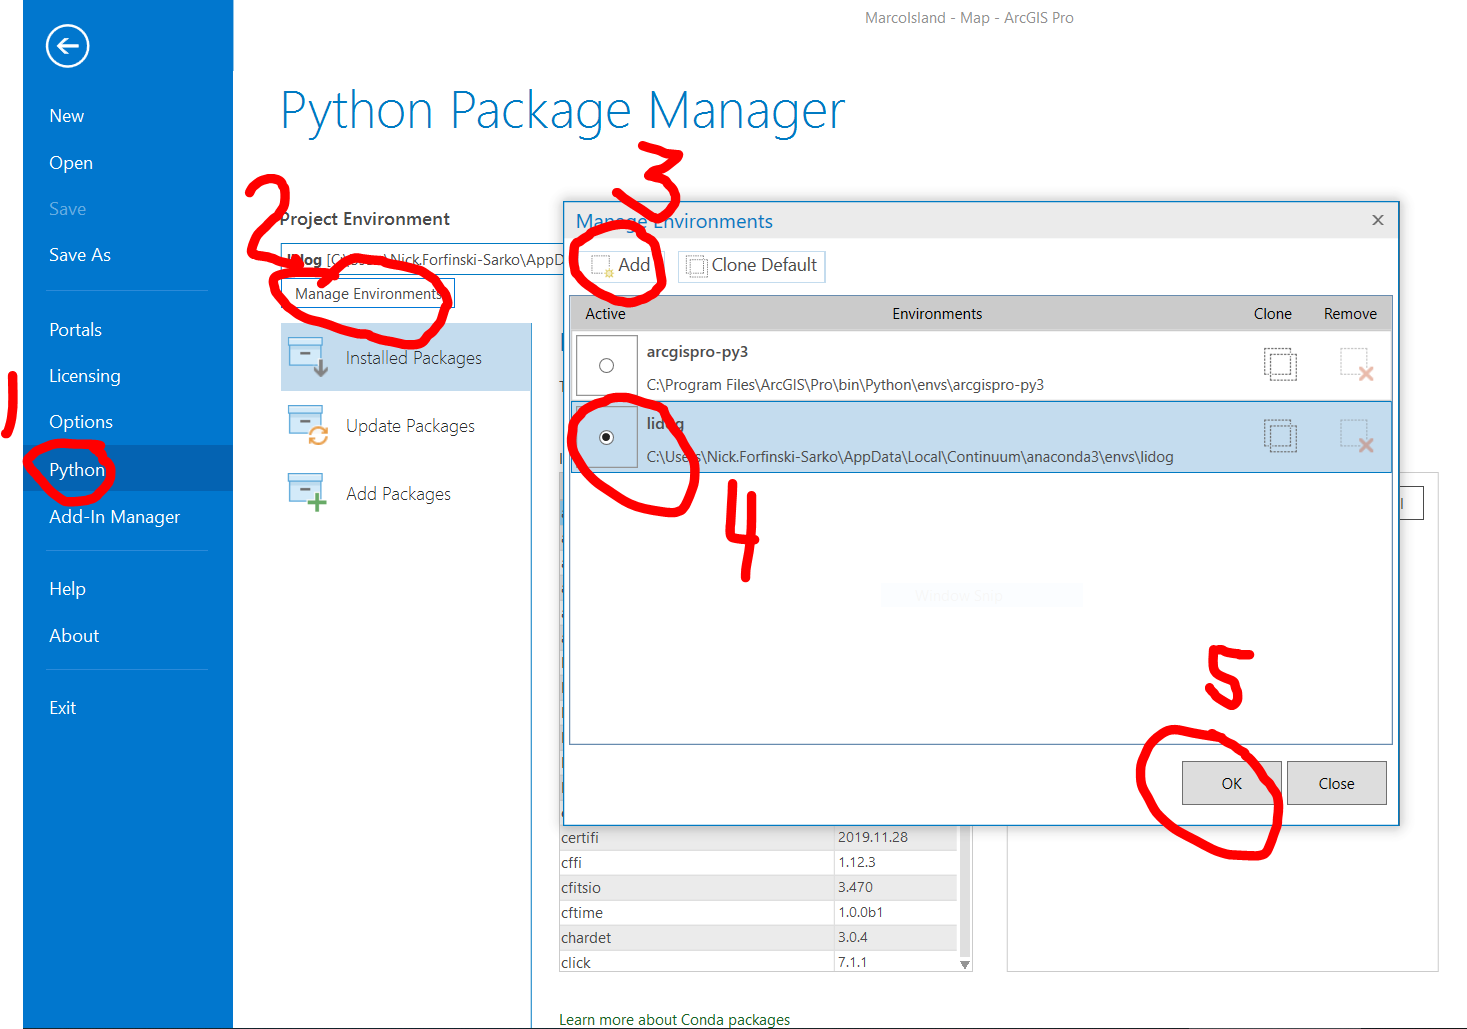 MarcoIsland - Map - ArcGIS Pro
New
Open
Save
Save As
Portals
Licensing
Options
1
Python
Add-In Manager
Help
About
Exit
Python Package Manager
2
Project Environment
lidog [C:\Users\Nick.Forfinski-Sarko\AppD
Manage Environments
Installed Packages
Update Packages
Add Packages
3
Manage Environments
Add
Clone Default
Active Environments Clone Remove
arcgispro-py3
C:\Program Files\ArcGIS\Pro\bin\Python\envs\arcgispro-py3
lidog
C:\Users\Nick.Forfinski-Sarko\AppData\Local\Continuum\anaconda3\envs\lidog
4
Window Snip
5
OK
Close
certifi 2019.11.28
cffi 1.12.3
cfitsio 3.470
cftime 1.0.0b1
chardet 3.0.4
click 7.1.1
Learn more about Conda packages